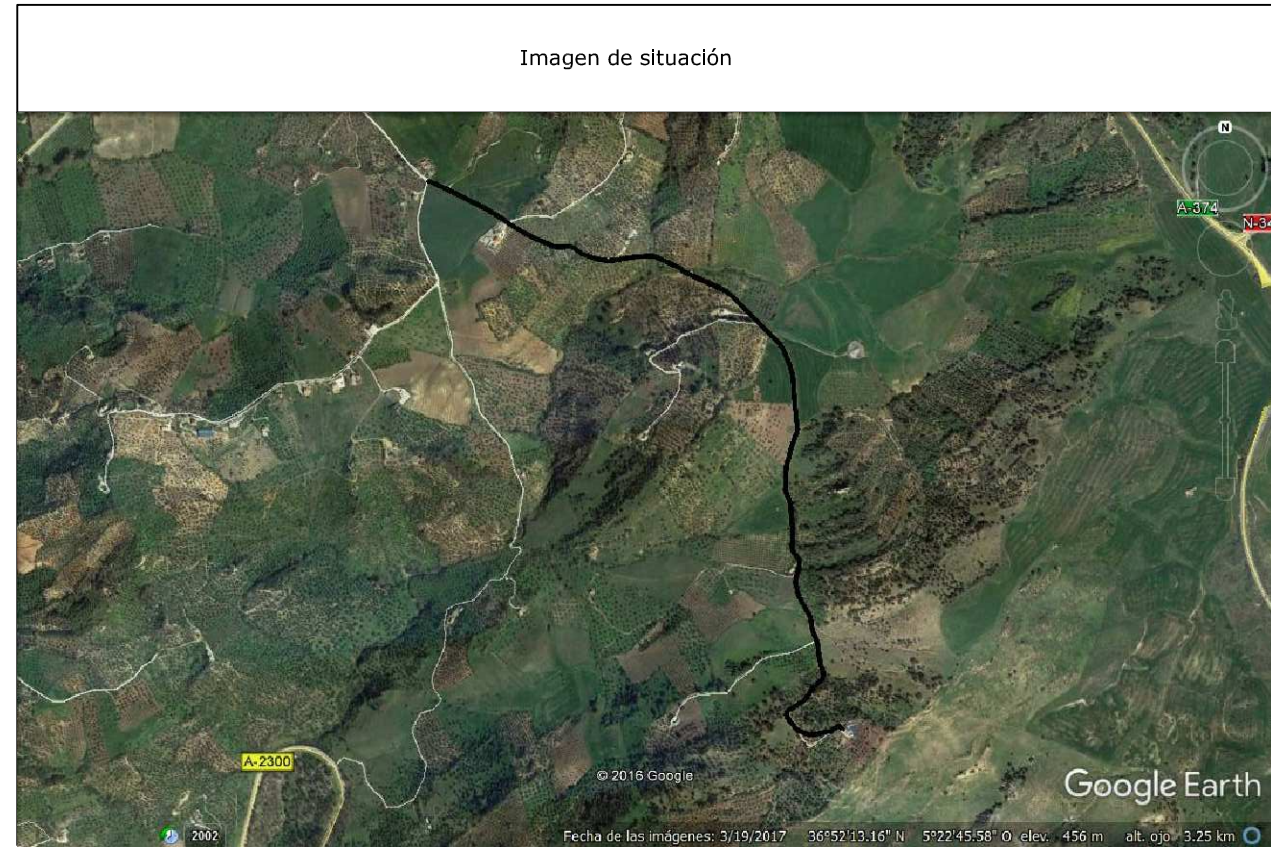 Imagen de situación
N
A-374
N-34
A-2300
© 2016 Google
Google Earth
2002
Fecha de las imágenes: 3/19/2017 36°52'13.16" N 5°22'45.58" O elev. 456 m alt. ojo 3.25 km